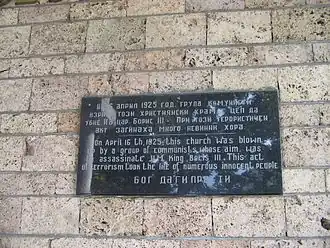 април 1925 год. група комунисти
този християнски храм с цел да
Цар Борис III - При този терористичен
акт загинаха много невинни хора.
On April 16 th, 1925, this church was blown
up by a group of communists, whose aim was
assassinate H.M King Boris III. This act
of terrorism took the life of numerous innocent people
БОГ ДА ГИ ПРОСТИ